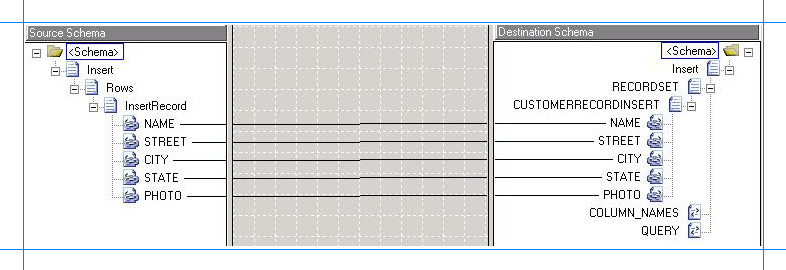 Source Schema
<Schema>
Insert
Rows
InsertRecord
NAME
STREET
CITY
STATE
PHOTO
Destination Schema
<Schema>
Insert
RECORDSET
CUSTOMERRECORDINSERT
NAME
STREET
CITY
STATE
PHOTO
COLUMN_NAMES
QUERY